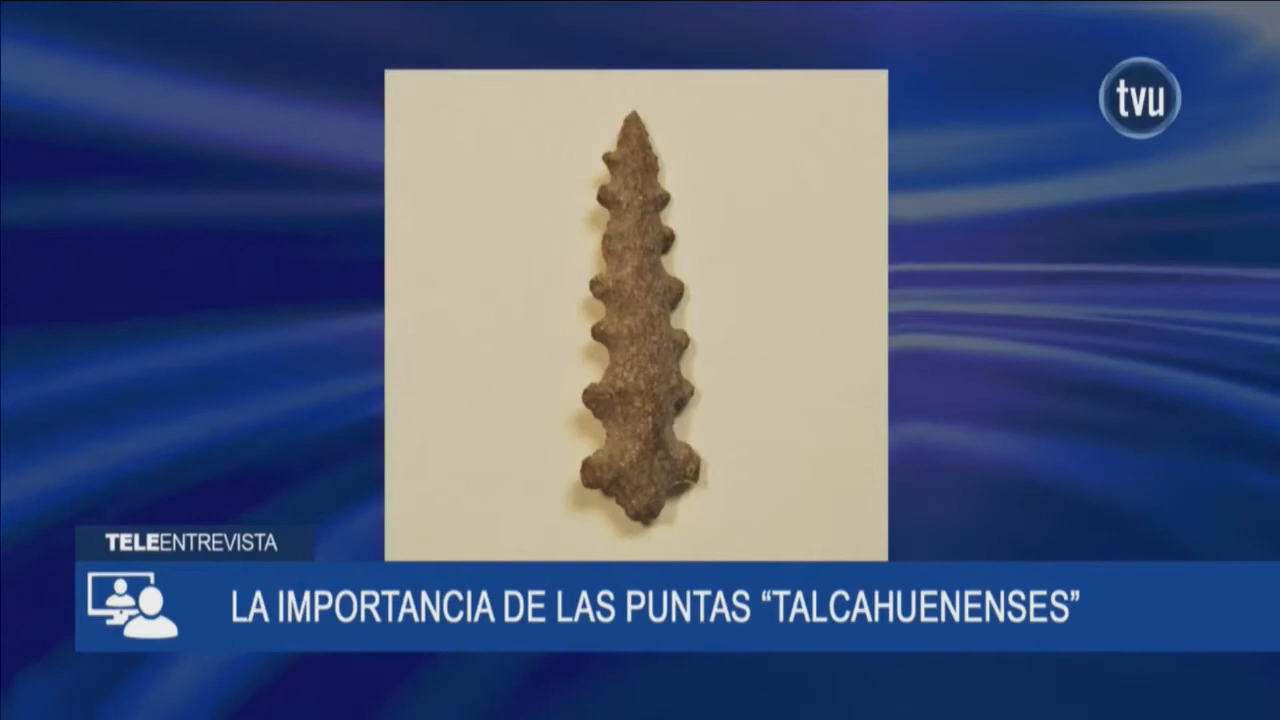 tvu
TELEENTREVISTA
LA IMPORTANCIA DE LAS PUNTAS “TALCAHUENENSES”